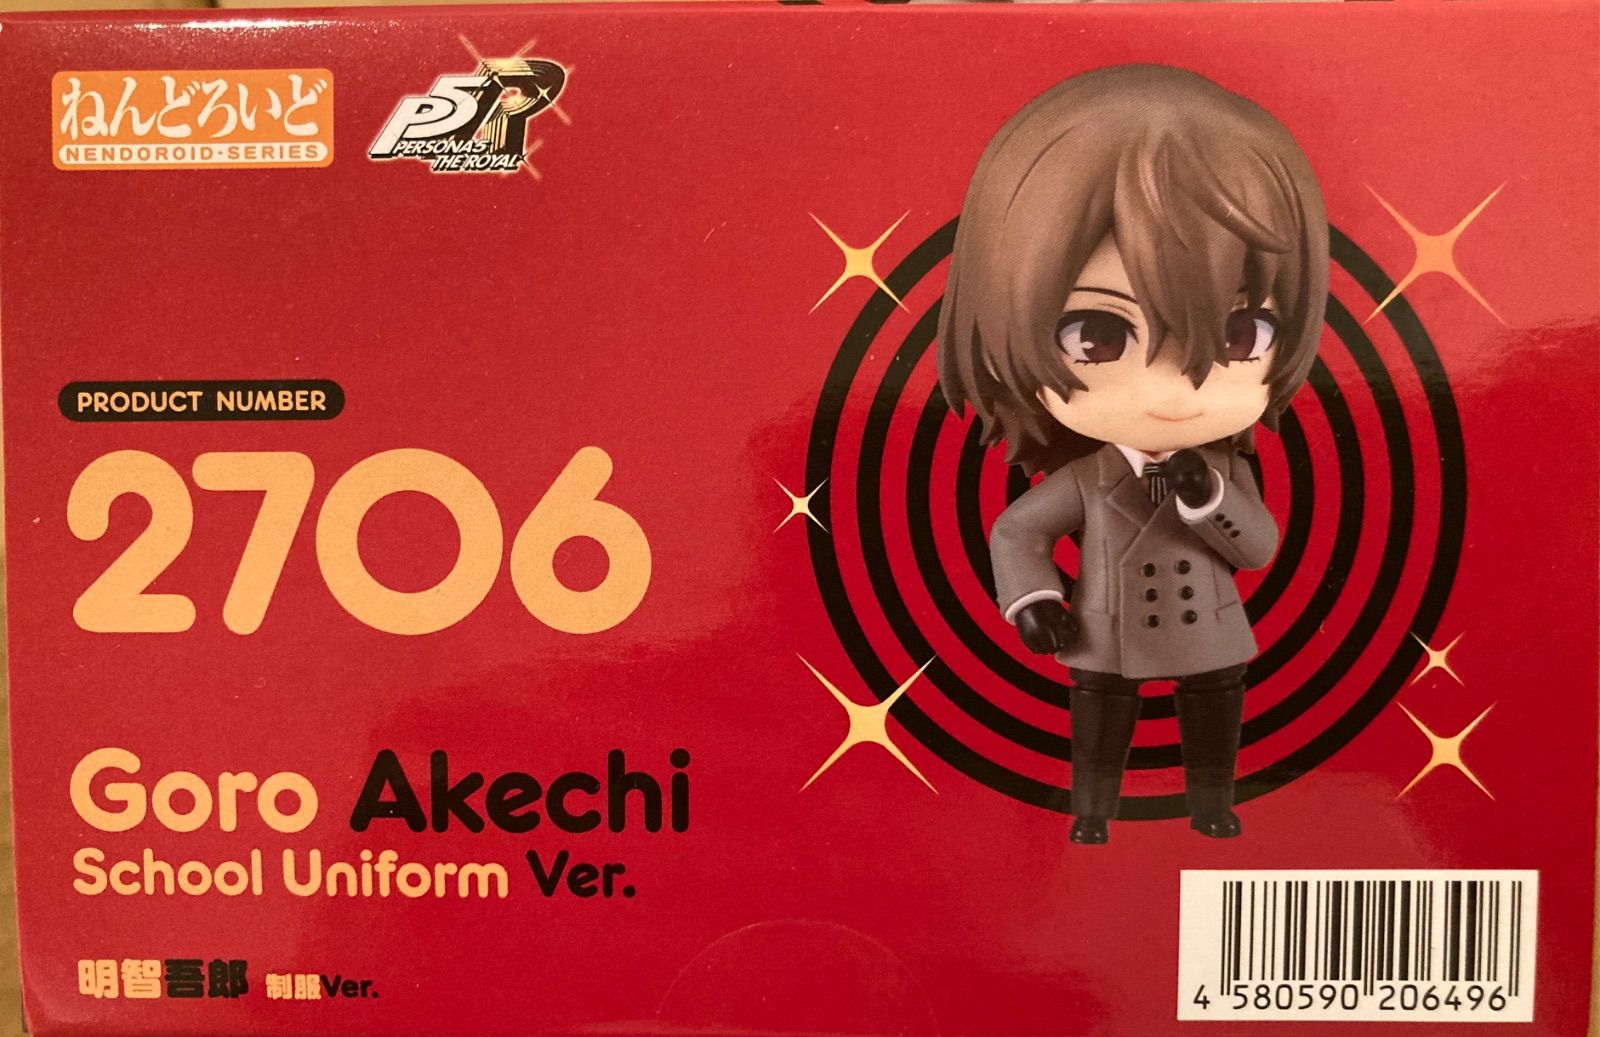 ねんどろいど
NENDOROID·SERIES
P5R
PERSONA5
THE ROYAL
PRODUCT NUMBER
2706
Goro Akechi
School Uniform Ver.
明智吾郎 制服Ver.
4 580590 206496